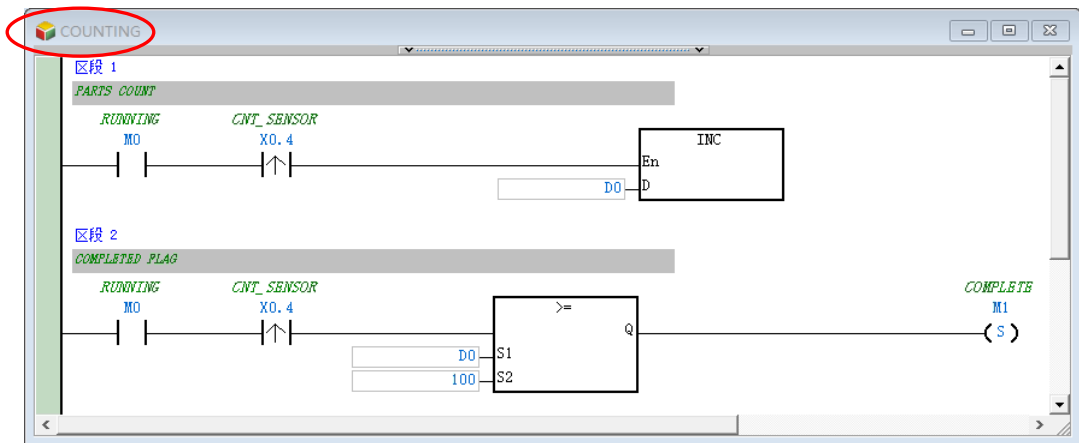 COUNTING
区段 1
PARTS COUNT
RUNNING CNT_SENSOR
M0 X0.4 INC
En
D0 D
区段 2
COMPLETED FLAG
RUNNING CNT_SENSOR COMPLETE
M0 X0.4 >= M1
Q S
D0 S1
100 S2